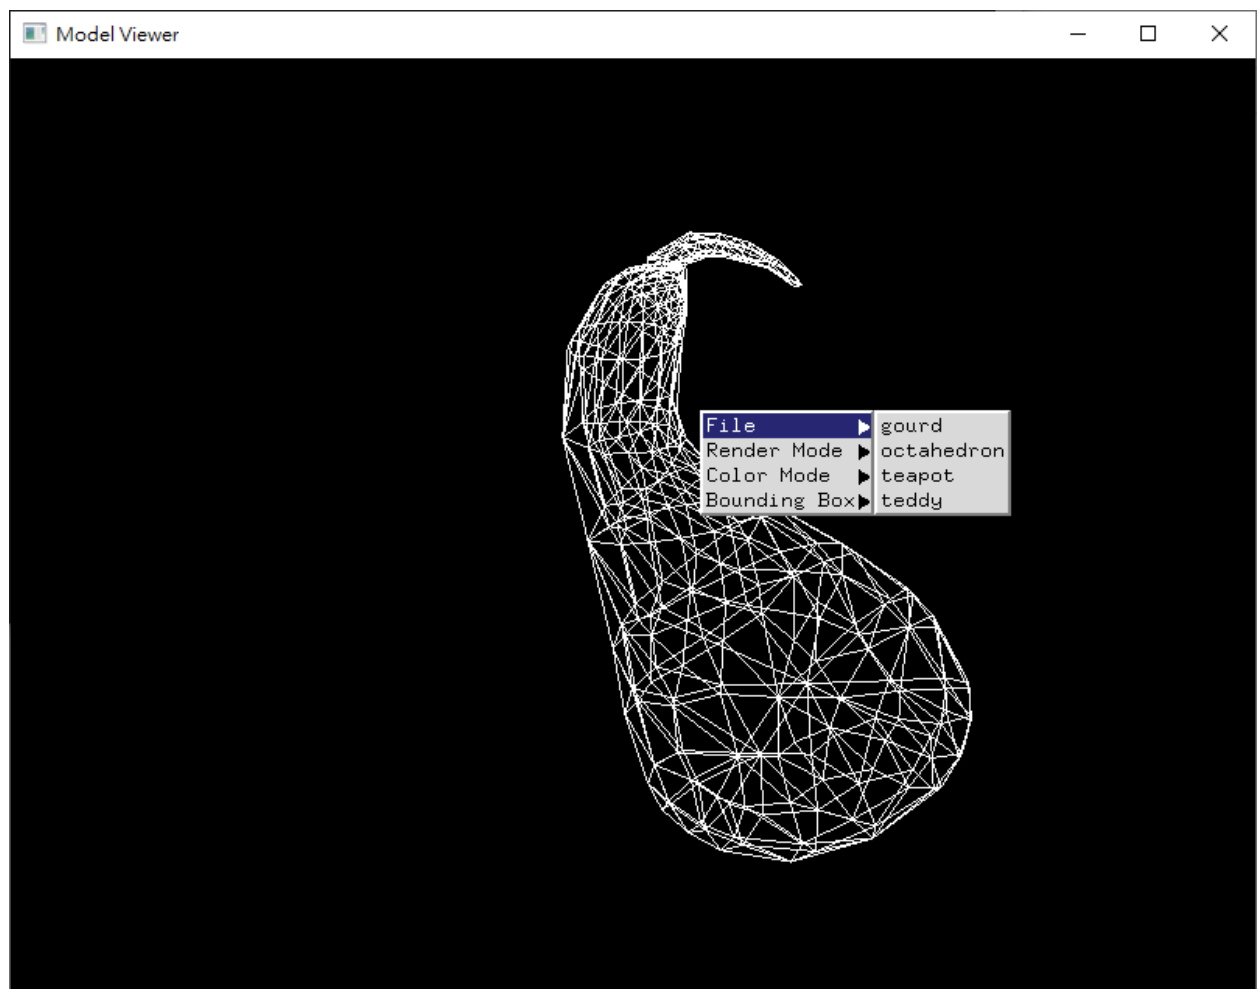 Model Viewer
File
Render Mode
Color Mode
Bounding Box
gourd
octahedron
teapot
teddy